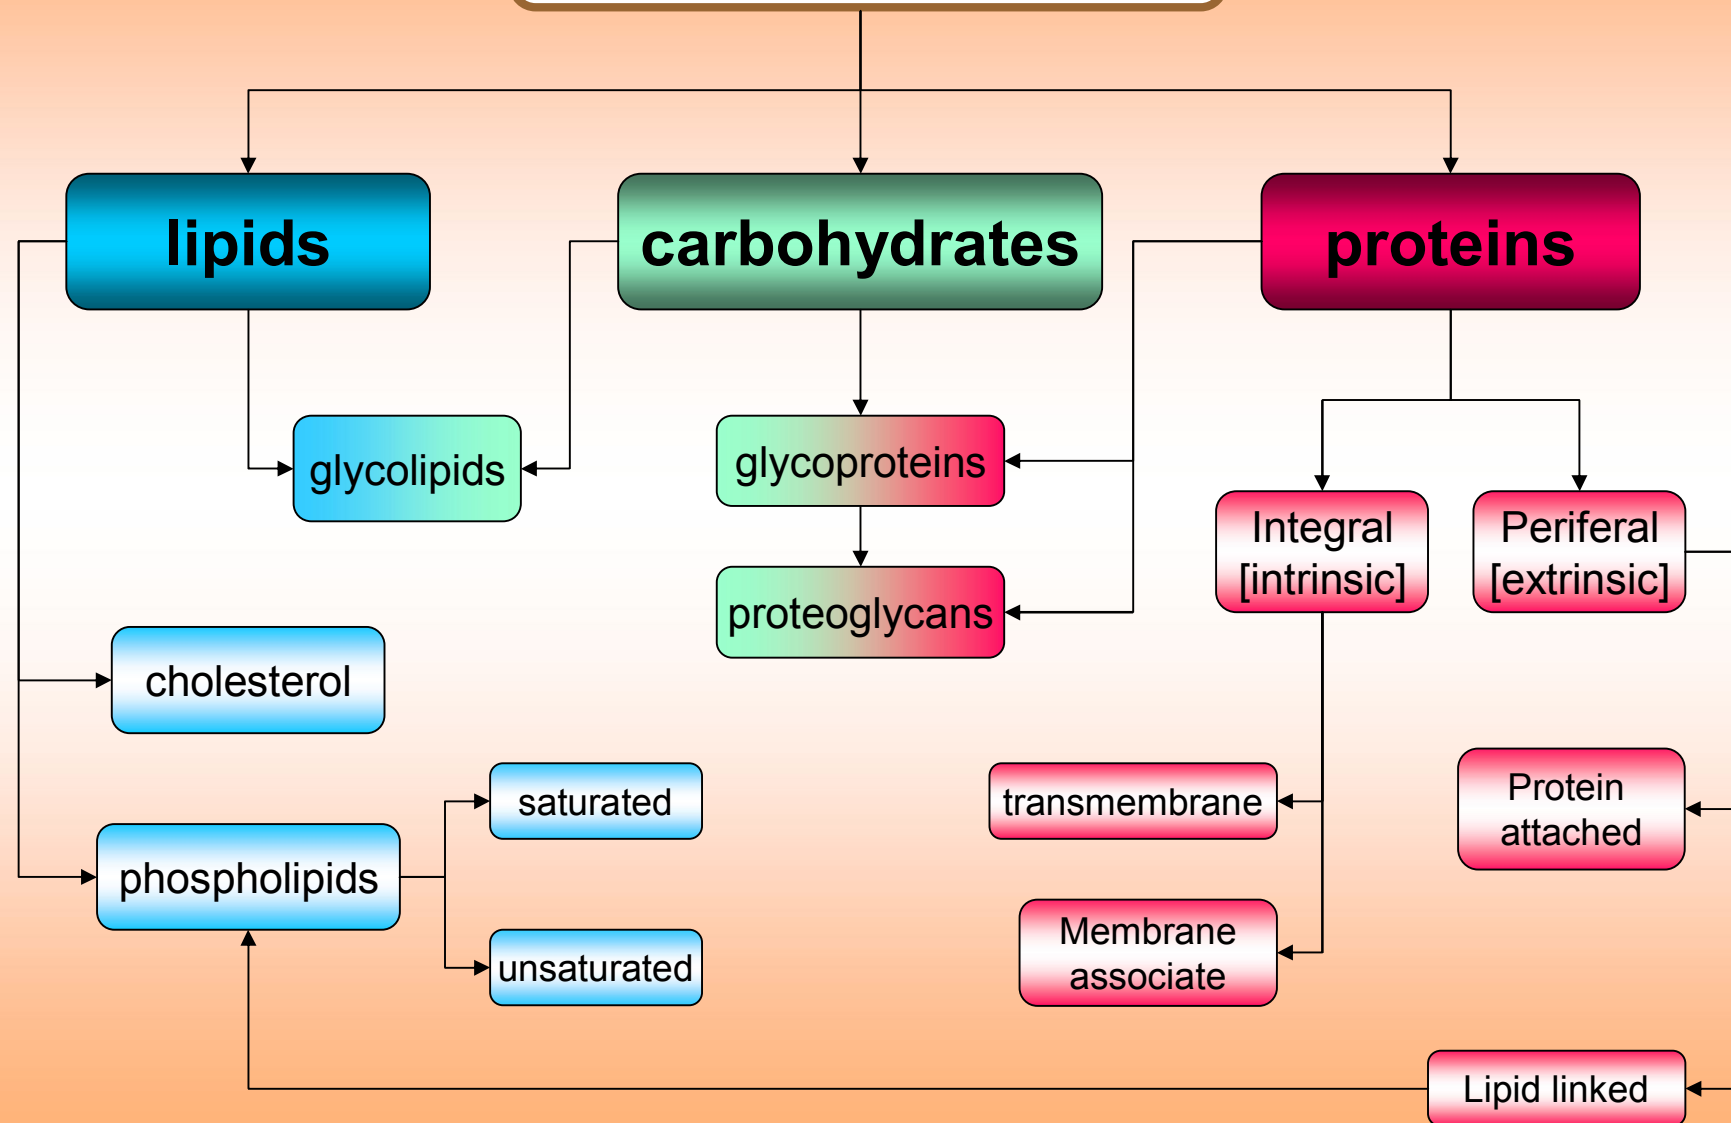 lipids
carbohydrates
proteins
glycolipids
glycoproteins
proteoglycans
Integral
[intrinsic]
Periferal
[extrinsic]
cholesterol
phospholipids
saturated
unsaturated
transmembrane
Membrane
associate
Protein
attached
Lipid linked